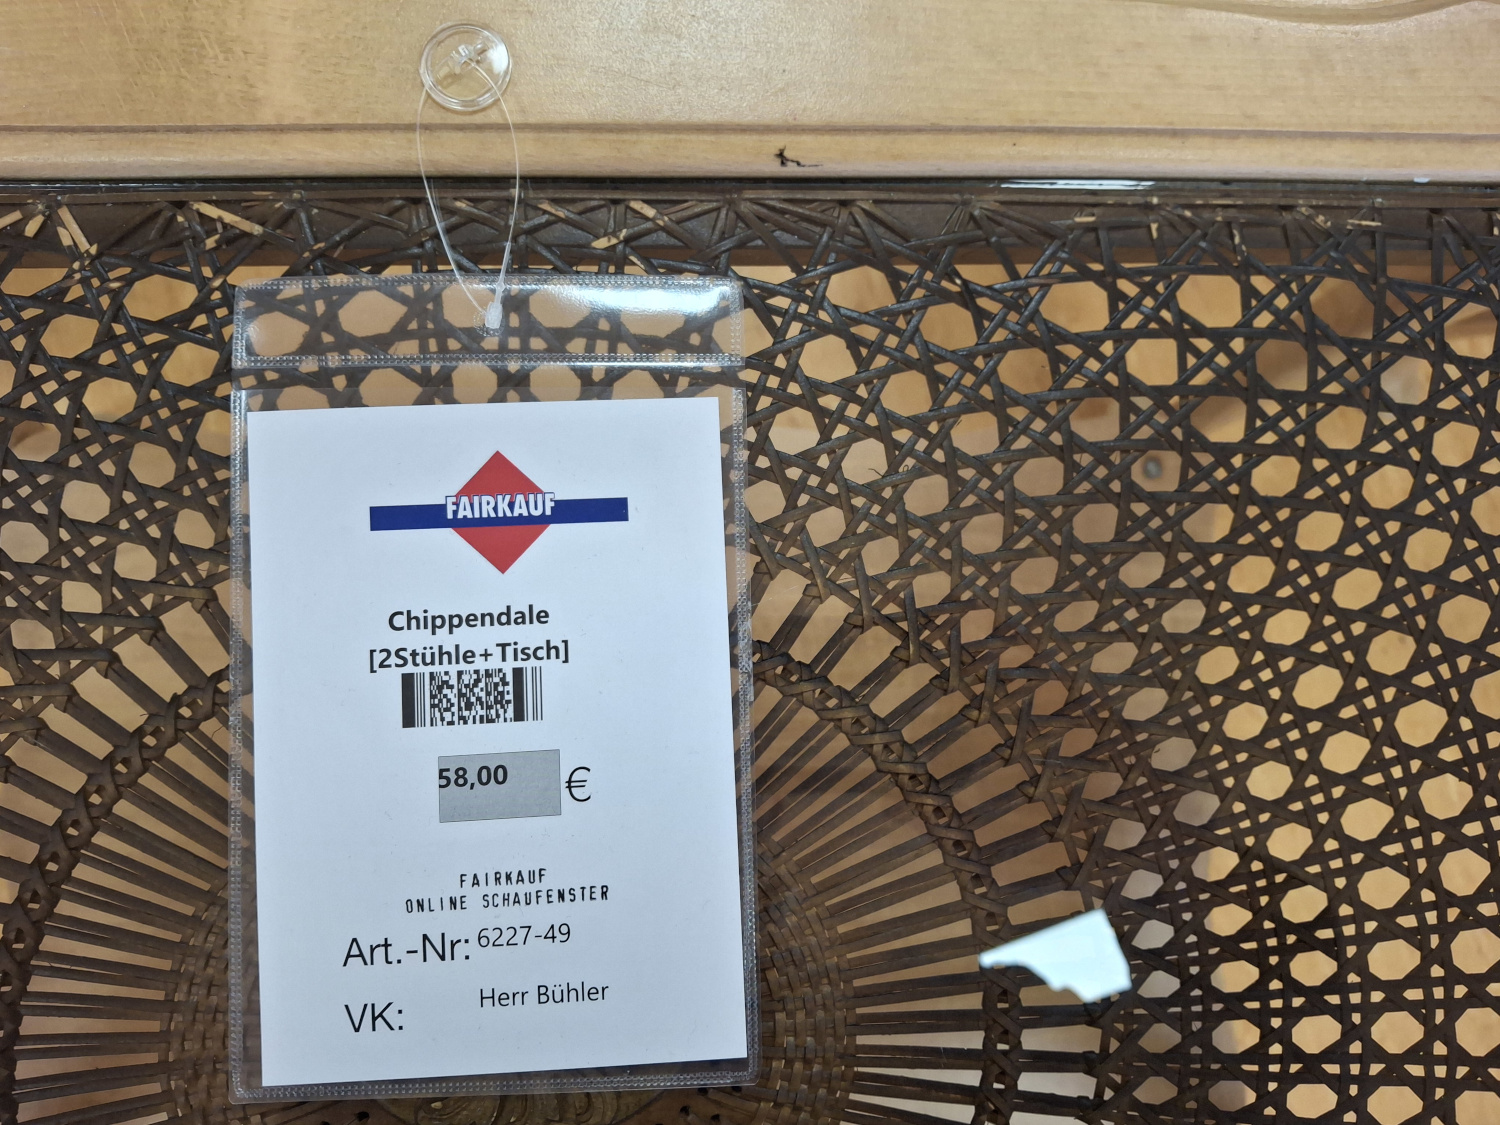 FAIRKAUF
Chippendale
[2Stühle+Tisch]
58,00 €
FAIRKAUF
ONLINE SCHAUFENSTER
Art.-Nr: 6227-49
VK: Herr Bühler